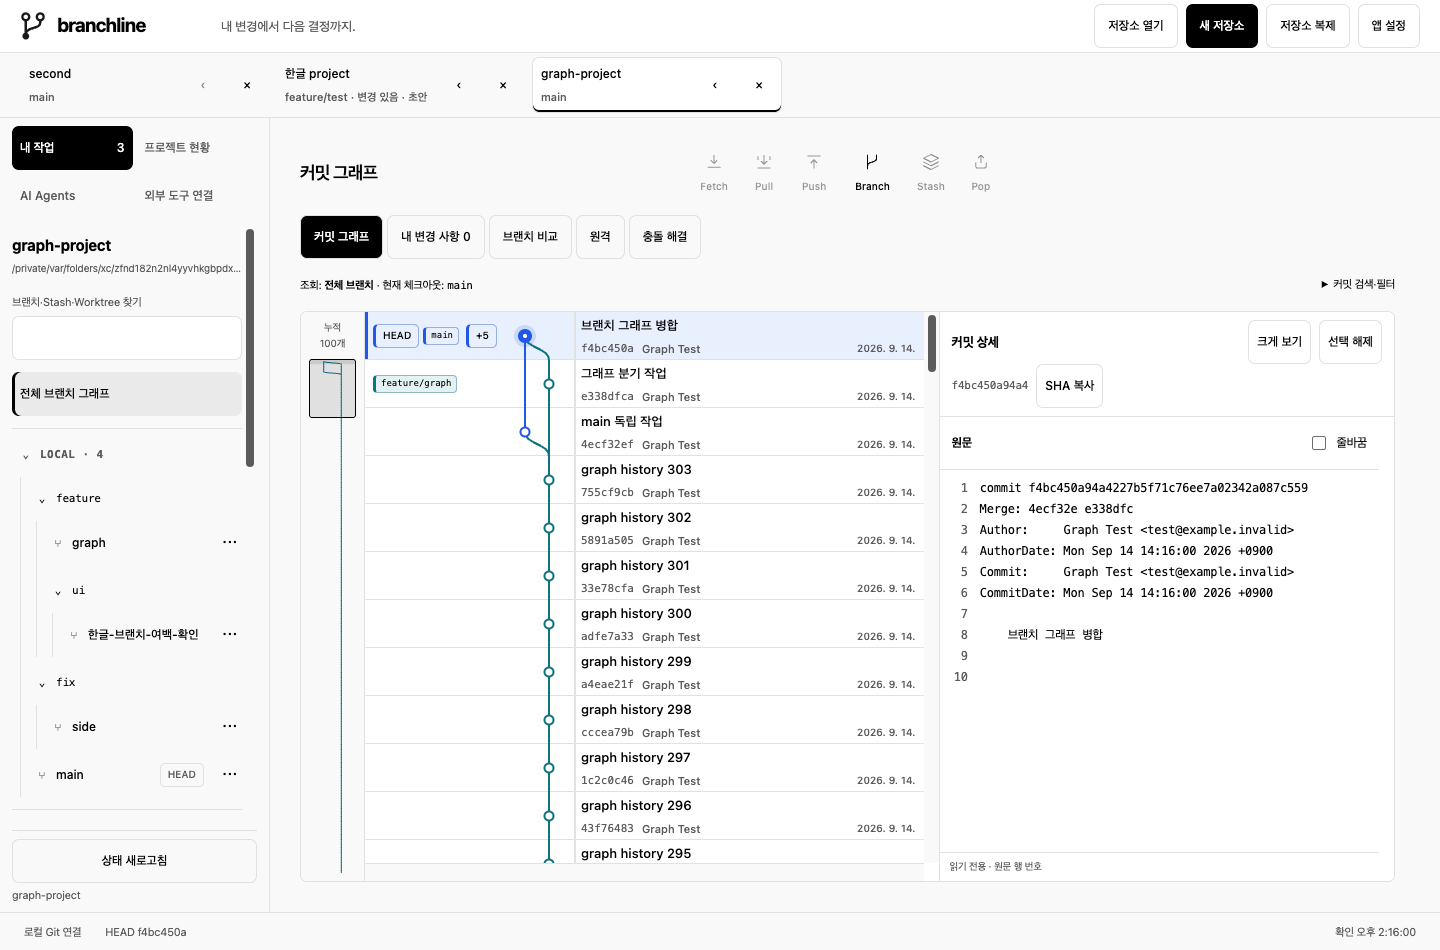 branchline
내 변경에서 다음 결정까지.
저장소 열기
새 저장소
저장소 복제
앱 설정
second
main
한글 project
feature/test · 변경 있음 · 초안
graph-project
main
내 작업 3
프로젝트 현황
AI Agents
외부 도구 연결
graph-project
/private/var/folders/xc/zfnd182n2nl4yyvhkgbpdx...
브랜치·Stash·Worktree 찾기
전체 브랜치 그래프
LOCAL · 4
feature
graph
ui
한글-브랜치-여백-확인
fix
side
main HEAD
상태 새로고침
graph-project
커밋 그래프
Fetch
Pull
Push
Branch
Stash
Pop
커밋 그래프
내 변경 사항 0
브랜치 비교
원격
충돌 해결
조회: 전체 브랜치 · 현재 체크아웃: main
커밋 검색·필터
누적
100개
HEAD main +5
브랜치 그래프 병합
f4bc450a Graph Test 2026. 9. 14.
feature/graph
그래프 분기 작업
e338dfca Graph Test 2026. 9. 14.
main 독립 작업
4ecf32ef Graph Test 2026. 9. 14.
graph history 303
755cf9cb Graph Test 2026. 9. 14.
graph history 302
5891a505 Graph Test 2026. 9. 14.
graph history 301
33e78cfa Graph Test 2026. 9. 14.
graph history 300
adfe7a33 Graph Test 2026. 9. 14.
graph history 299
a4eae21f Graph Test 2026. 9. 14.
graph history 298
cccea79b Graph Test 2026. 9. 14.
graph history 297
1c2c0c46 Graph Test 2026. 9. 14.
graph history 296
43f76483 Graph Test 2026. 9. 14.
graph history 295
커밋 상세
크게 보기
선택 해제
f4bc450a94a4
SHA 복사
원문
줄바꿈
1 commit f4bc450a94a4227b5f71c76ee7a02342a087c559
2 Merge: 4ecf32e e338dfc
3 Author: Graph Test <test@example.invalid>
4 AuthorDate: Mon Sep 14 14:16:00 2026 +0900
5 Commit: Graph Test <test@example.invalid>
6 CommitDate: Mon Sep 14 14:16:00 2026 +0900
7
8 브랜치 그래프 병합
9
10
읽기 전용 · 원문 행 번호
로컬 Git 연결
HEAD f4bc450a
확인 오후 2:16:00